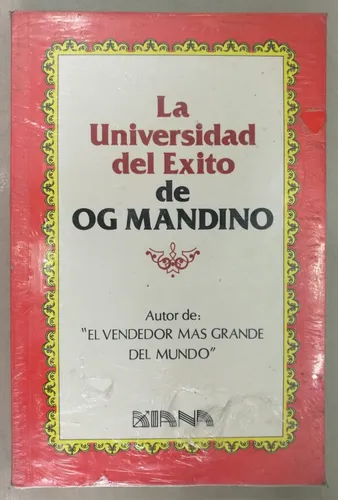 La
Universidad
del Exito
de
OG MANDINO
Autor de:
"EL VENDEDOR MAS GRANDE
DEL MUNDO"
DIANA